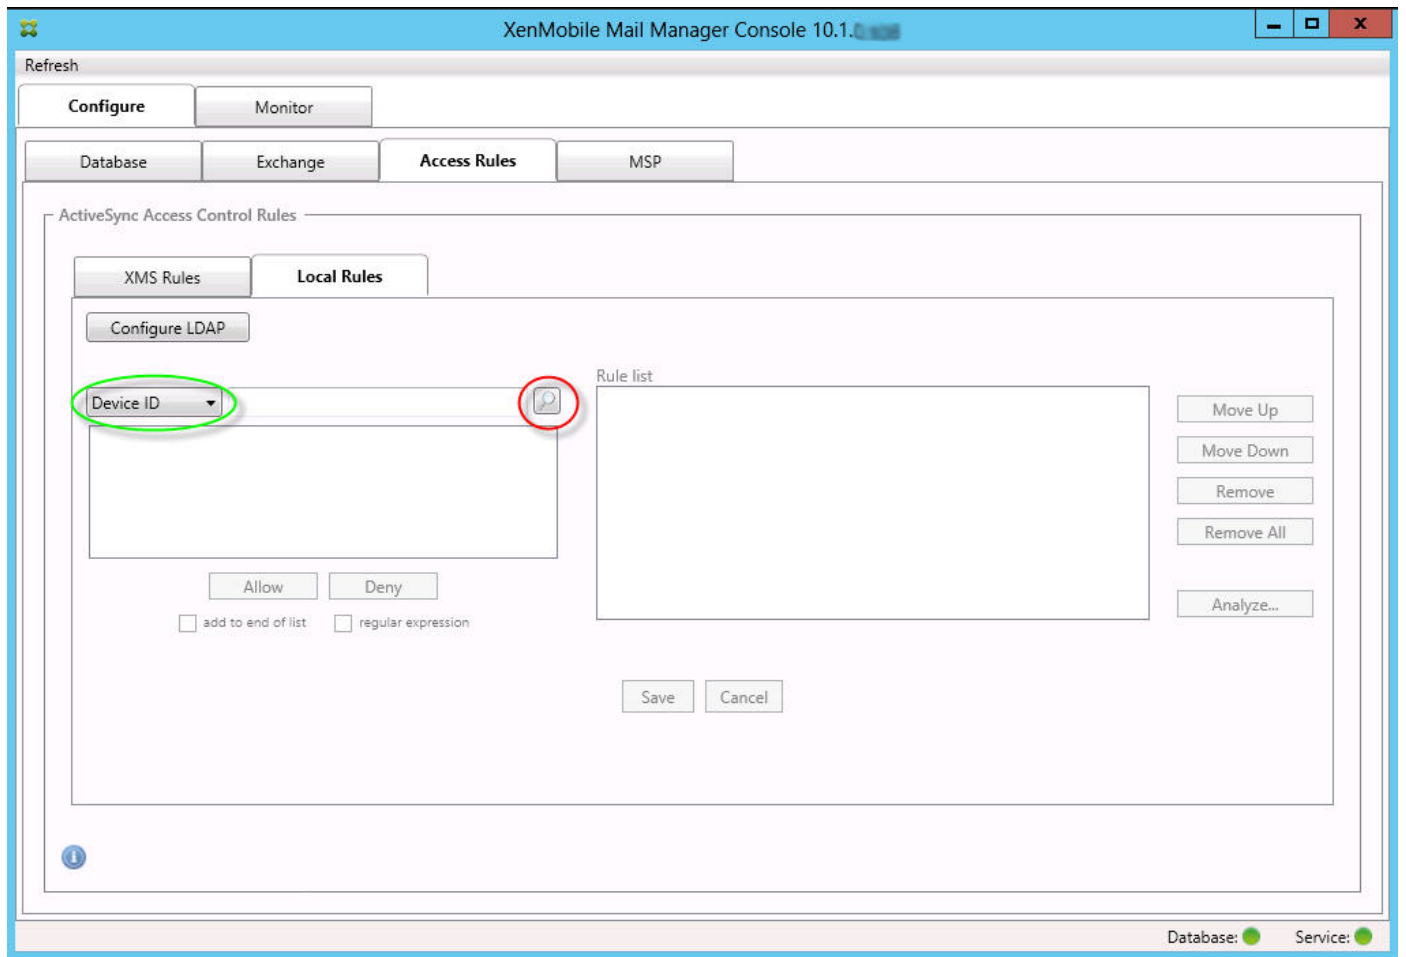 XenMobile Mail Manager Console 10.1.
Refresh
Configure Monitor
Database Exchange Access Rules MSP
ActiveSync Access Control Rules
XMS Rules Local Rules
Configure LDAP
Rule list
Device ID
Move Up
Move Down
Remove
Remove All
Allow Deny
Analyze...
add to end of list regular expression
Save Cancel
Database: Service: